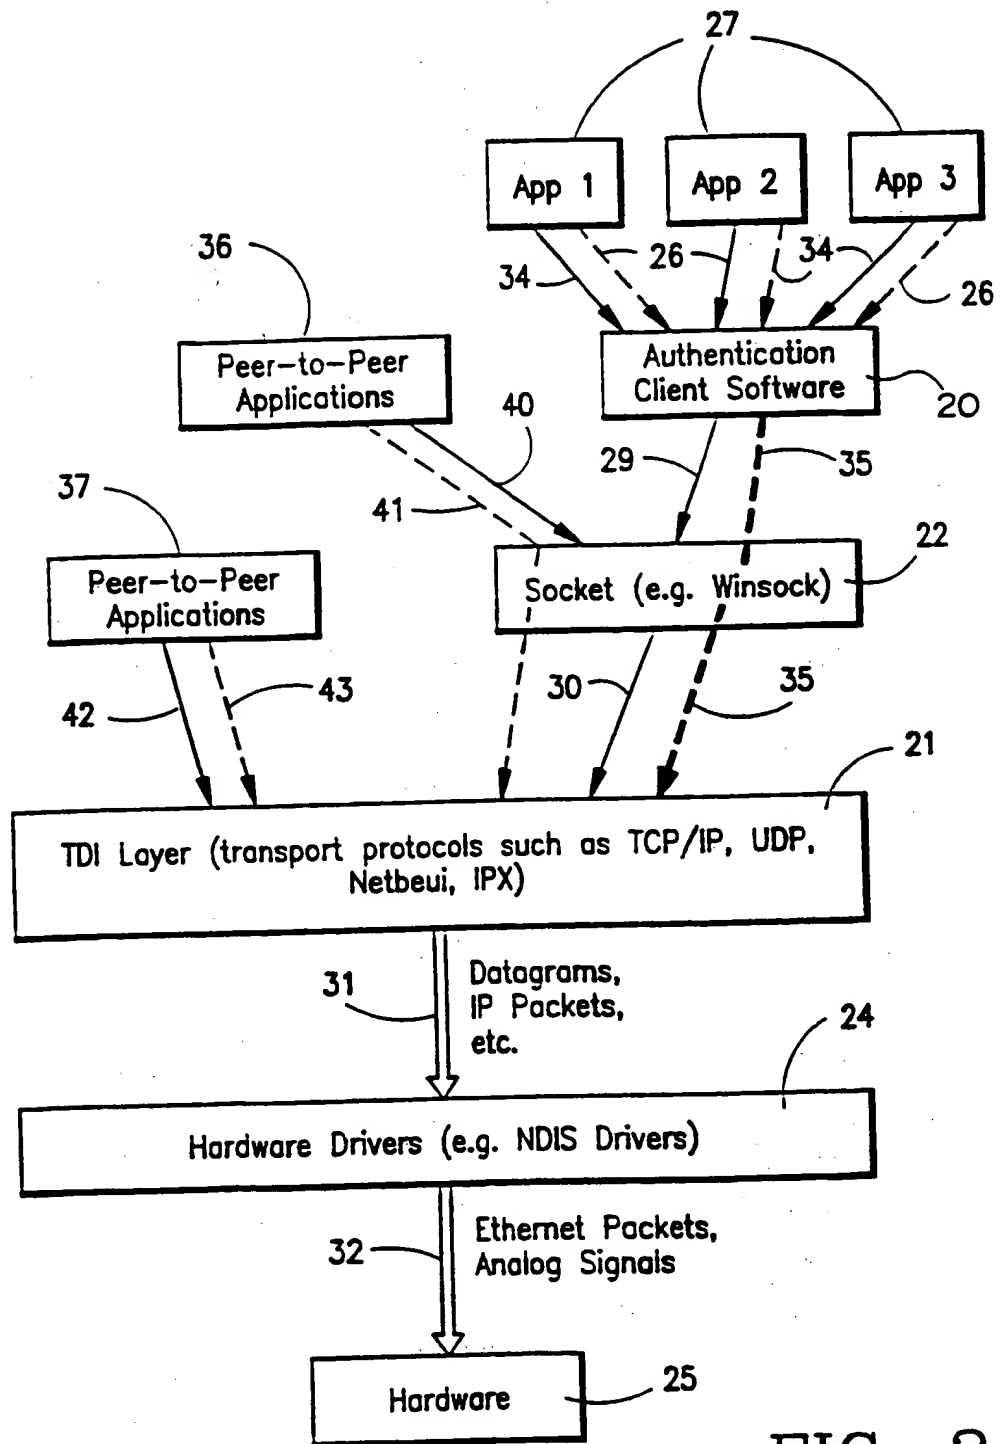 27
App 1
App 2
App 3
36
34
26
34
26
Peer-to-Peer
Applications
Authentication
Client Software
20
40
29
35
41
37
22
Peer-to-Peer
Applications
Socket (e.g. Winsock)
42
43
30
35
21
TDI Layer (transport protocols such as TCP/IP, UDP,
Netbeui, IPX)
31
Datagrams,
IP Packets,
etc.
24
Hardware Drivers (e.g. NDIS Drivers)
32
Ethernet Packets,
Analog Signals
Hardware
25